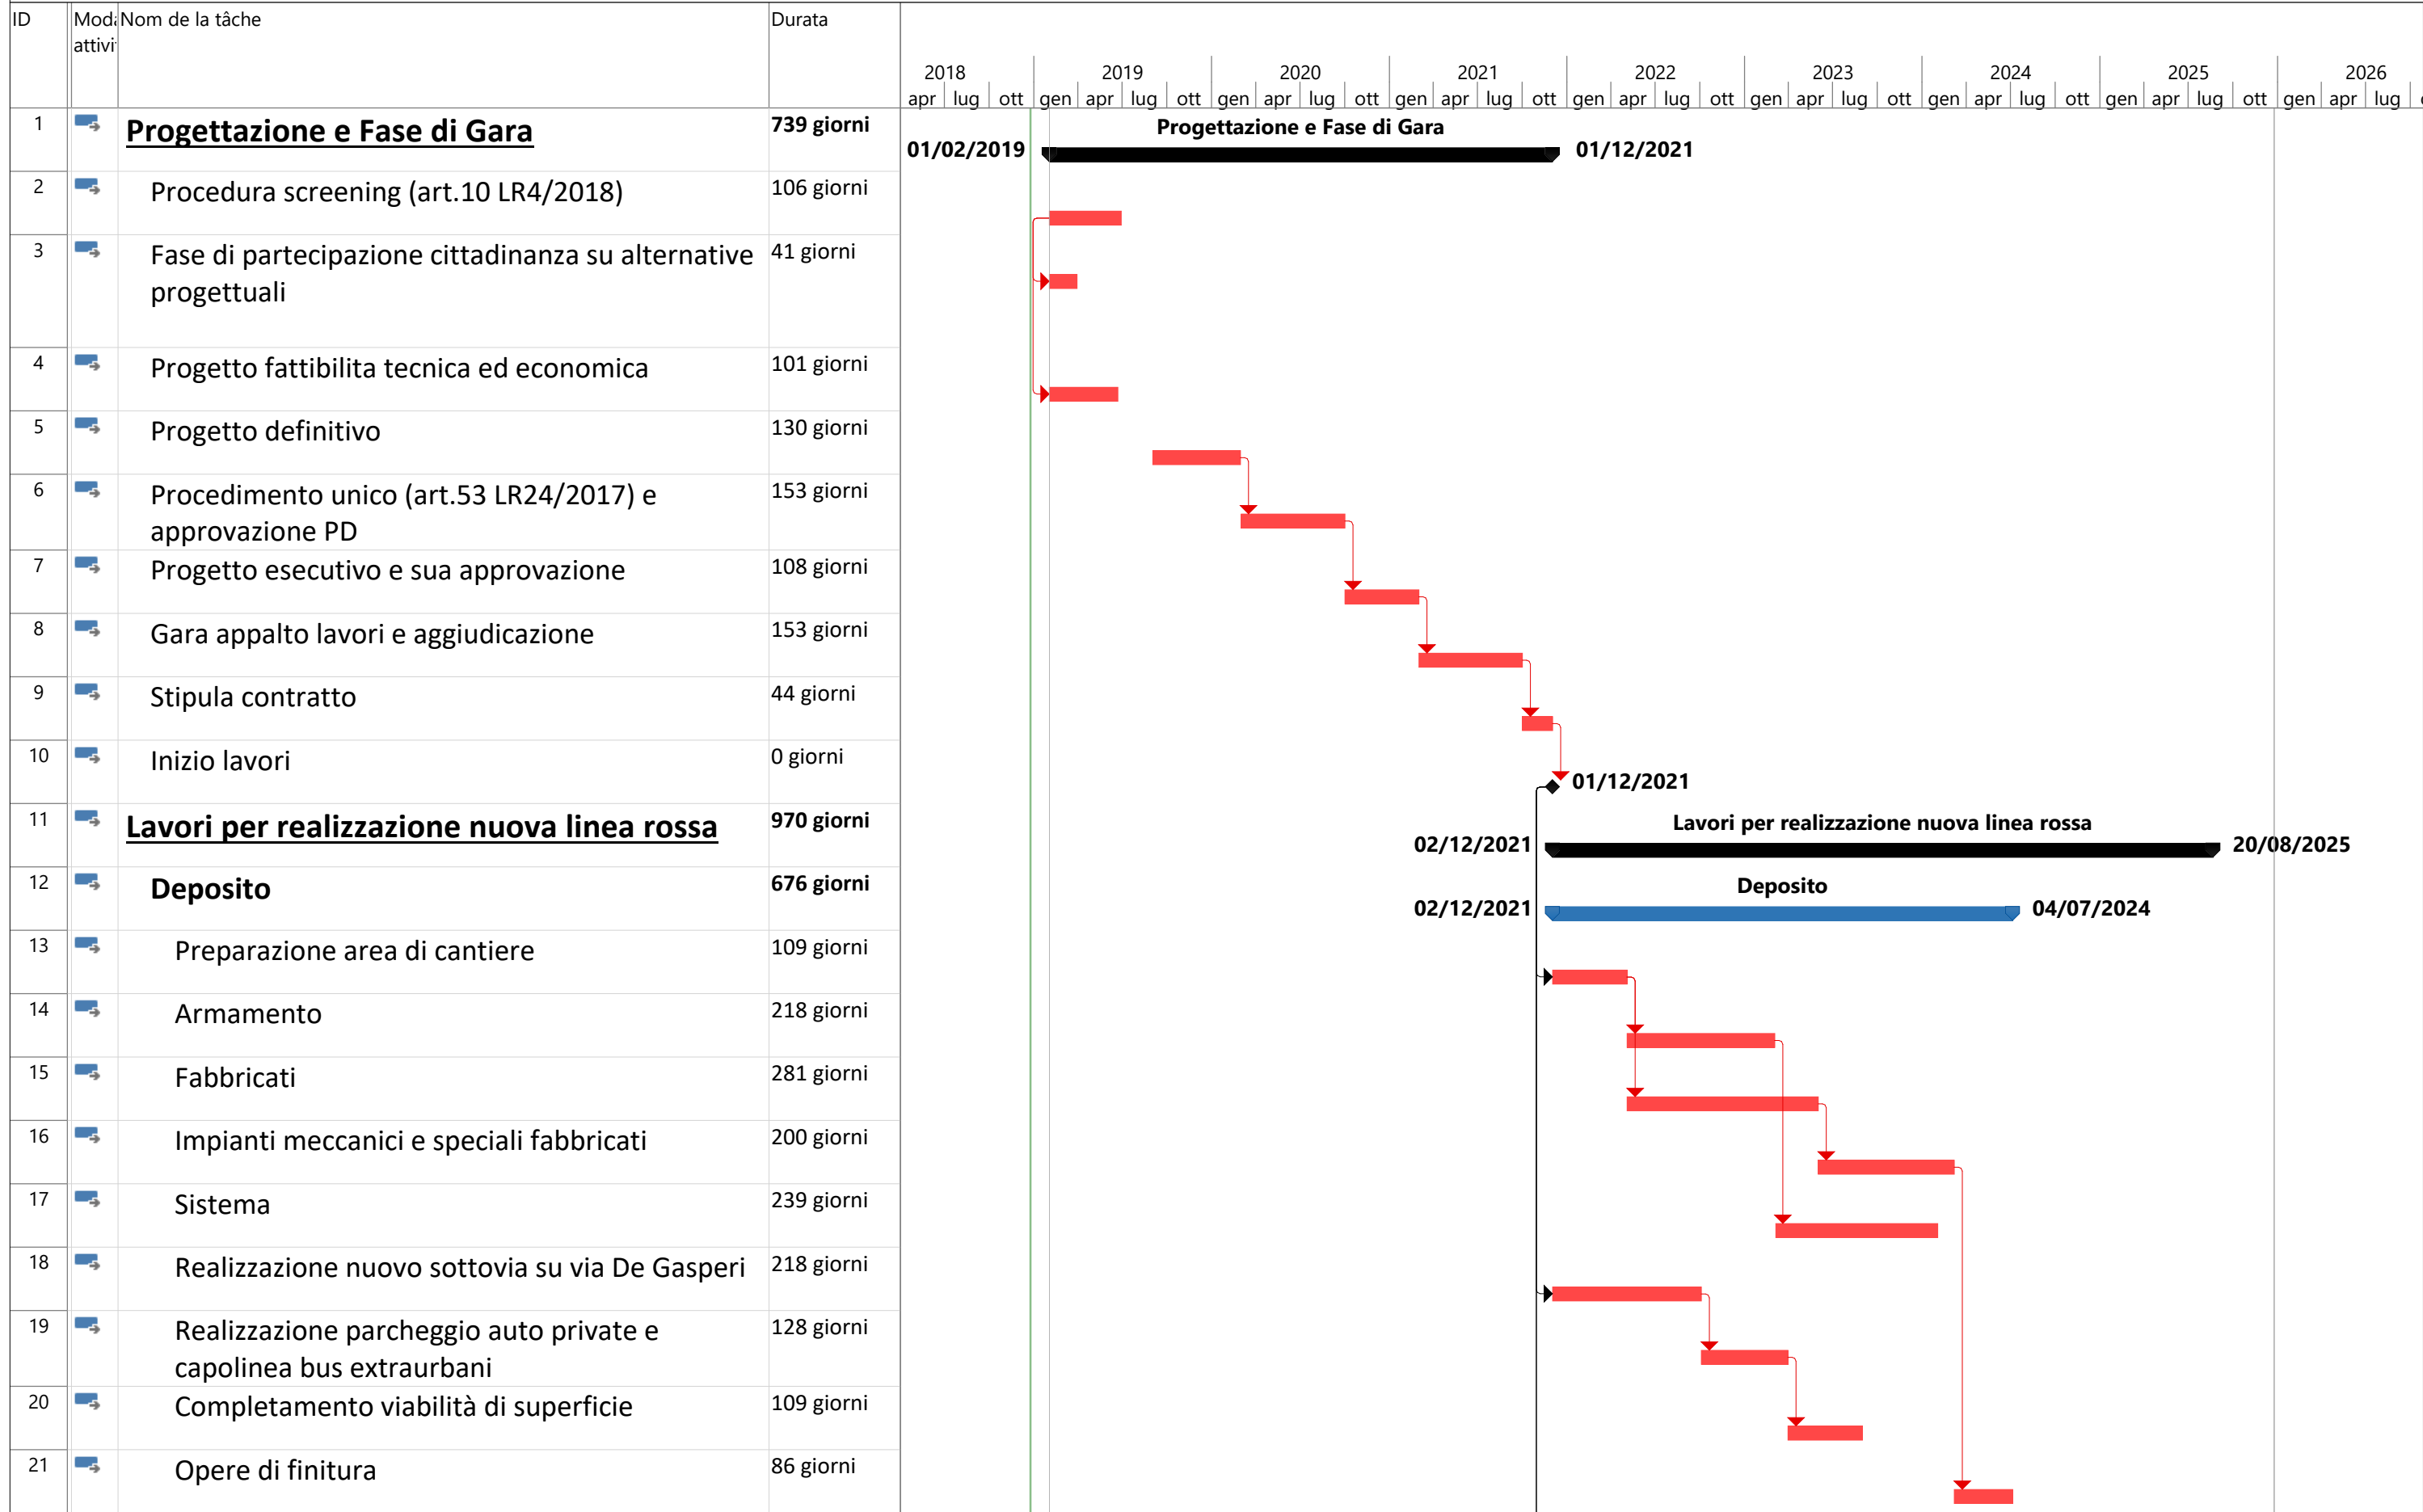 ID
Moda
attivi
Nom de la tâche
Durata
2018 2019 2020 2021 2022 2023 2024 2025 2026
apr lug ott gen apr lug ott gen apr lug ott gen apr lug ott gen apr lug ott gen apr lug ott gen apr lug ott gen apr lug ott gen apr lug
1 Progettazione e Fase di Gara 739 giorni
Progettazione e Fase di Gara
01/02/2019 01/12/2021
2 Procedura screening (art.10 LR4/2018) 106 giorni
3 Fase di partecipazione cittadinanza su alternative 41 giorni
progettuali
4 Progetto fattibilita tecnica ed economica 101 giorni
5 Progetto definitivo 130 giorni
6 Procedimento unico (art.53 LR24/2017) e 153 giorni
approvazione PD
7 Progetto esecutivo e sua approvazione 108 giorni
8 Gara appalto lavori e aggiudicazione 153 giorni
9 Stipula contratto 44 giorni
10 Inizio lavori 0 giorni
01/12/2021
11 Lavori per realizzazione nuova linea rossa 970 giorni
Lavori per realizzazione nuova linea rossa
02/12/2021 20/08/2025
12 Deposito 676 giorni
Deposito
02/12/2021 04/07/2024
13 Preparazione area di cantiere 109 giorni
14 Armamento 218 giorni
15 Fabbricati 281 giorni
16 Impianti meccanici e speciali fabbricati 200 giorni
17 Sistema 239 giorni
18 Realizzazione nuovo sottovia su via De Gasperi 218 giorni
19 Realizzazione parcheggio auto private e 128 giorni
capolinea bus extraurbani
20 Completamento viabilità di superficie 109 giorni
21 Opere di finitura 86 giorni